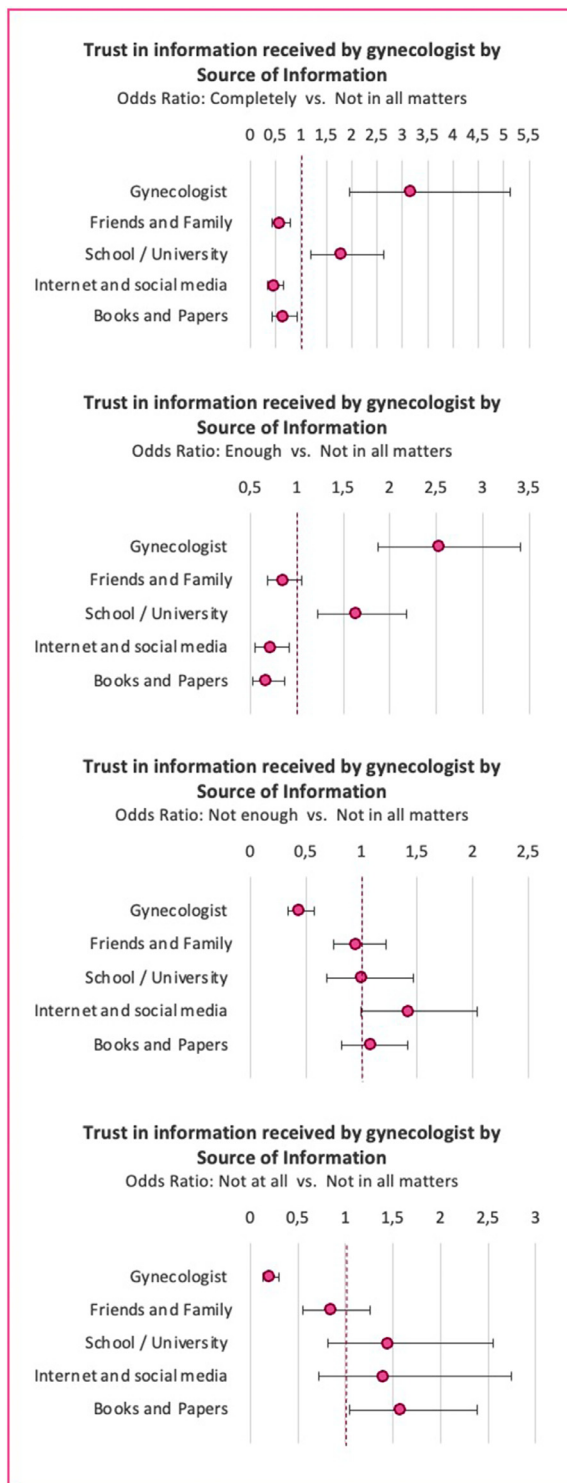 Trust in information received by gynecologist by
Source of Information
Odds Ratio: Completely vs. Not in all matters
0 0,5 1 1,5 2 2,5 3 3,5 4 4,5 5 5,5
Gynecologist
Friends and Family
School / University
Internet and social media
Books and Papers
Trust in information received by gynecologist by
Source of Information
Odds Ratio: Enough vs. Not in all matters
0,5 1 1,5 2 2,5 3 3,5
Gynecologist
Friends and Family
School / University
Internet and social media
Books and Papers
Trust in information received by gynecologist by
Source of Information
Odds Ratio: Not enough vs. Not in all matters
0 0,5 1 1,5 2 2,5
Gynecologist
Friends and Family
School / University
Internet and social media
Books and Papers
Trust in information received by gynecologist by
Source of Information
Odds Ratio: Not at all vs. Not in all matters
0 0,5 1 1,5 2 2,5 3
Gynecologist
Friends and Family
School / University
Internet and social media
Books and Papers